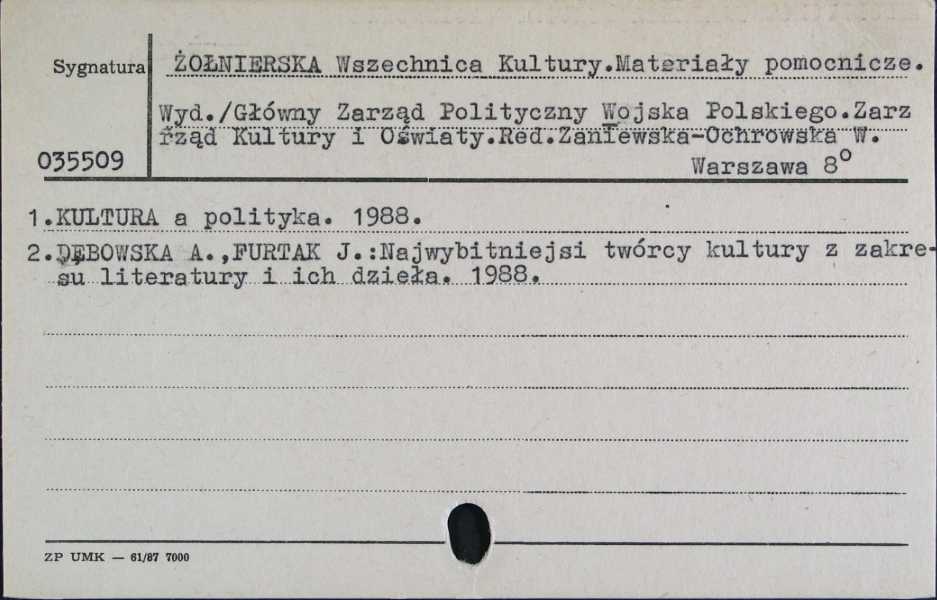 Sygnatura
ŻOŁNIERSKA Wszechnica Kultury.Materiały pomocnicze.
Wyd./Główny Zarząd Polityczny Wojska Polskiego.Zarz
rząd Kultury i Oświaty.Red.Zaniewska-Ochrowska W.
035509
Warszawa 8°
1.KULTURA a polityka. 1988.
2.DĘBOWSKA A.,FURTAK J.:Najwybitniejsi twórcy kultury z zakre-
su literatury i ich dzieła. 1988.
ZP UMK — 61/87 7000